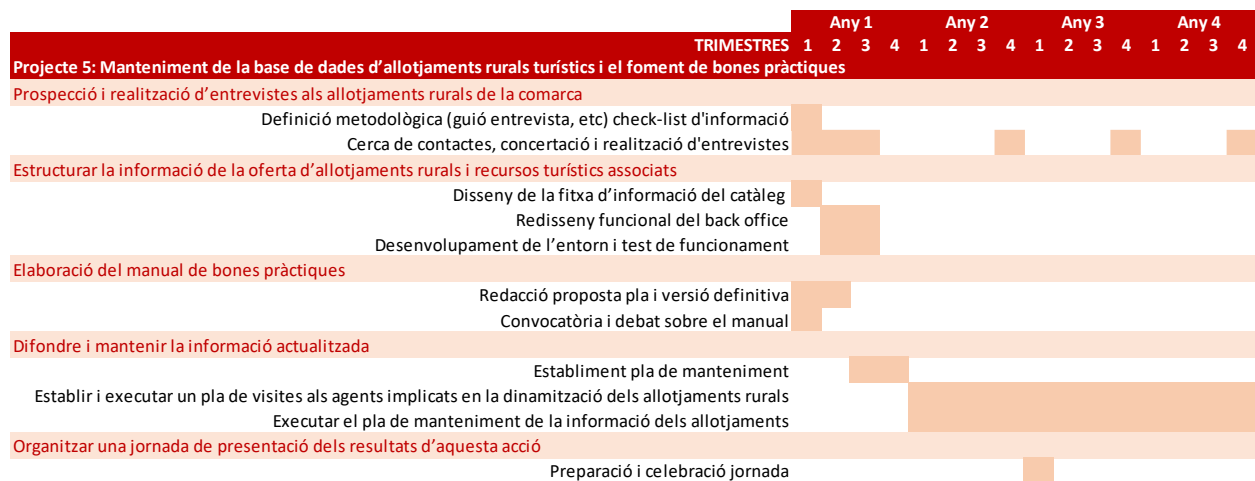 Any 1 Any 2 Any 3 Any 4
TRIMESTRES 1 2 3 4 1 2 3 4 1 2 3 4 1 2 3 4
Projecte 5: Manteniment de la base de dades d’allotjaments rurals turístics i el foment de bones pràctiques
Prospecció i realització d’entrevistes als allotjaments rurals de la comarca
Definició metodològica (guió entrevista, etc) check-list d'informació
Cerca de contactes, concertació i realització d'entrevistes
Estructurar la informació de la oferta d’allotjaments rurals i recursos turístics associats
Disseny de la fitxa d’informació del catàleg
Redisseny funcional del back office
Desenvolupament de l’entorn i test de funcionament
Elaboració del manual de bones pràctiques
Redacció proposta pla i versió definitiva
Convocatòria i debat sobre el manual
Difondre i mantenir la informació actualitzada
Establiment pla de manteniment
Establir i executar un pla de visites als agents implicats en la dinamització dels allotjaments rurals
Executar el pla de manteniment de la informació dels allotjaments
Organitzar una jornada de presentació dels resultats d’aquesta acció
Preparació i celebració jornada